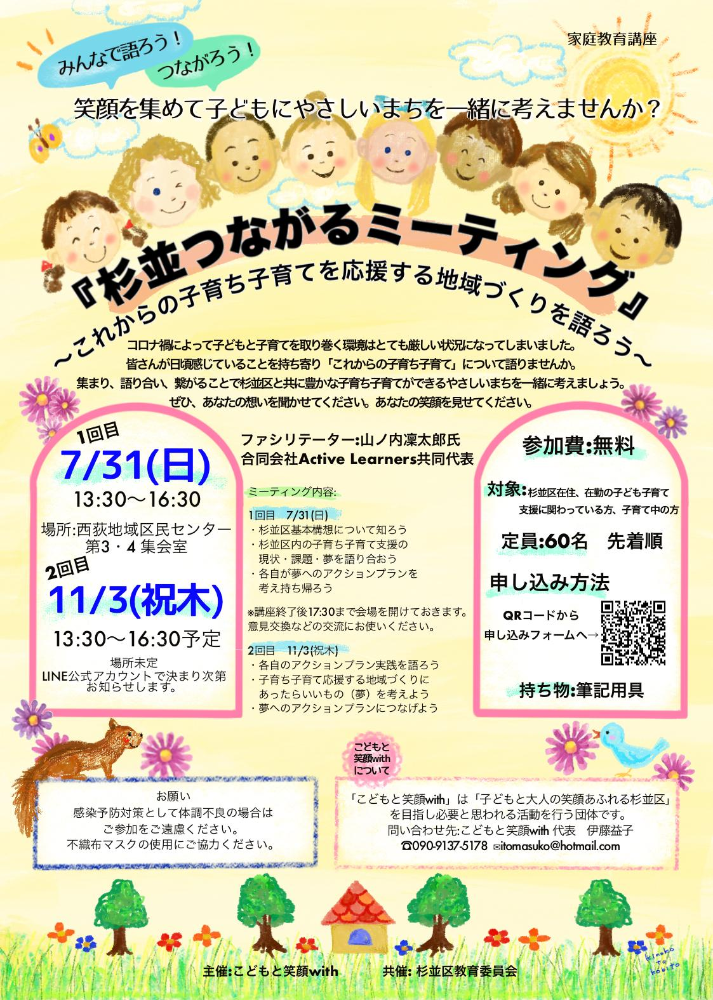 みんなで語ろう!
つながろう!
家庭教育講座
笑顔を集めて子どもにやさしいまちを一緒に考えませんか?
『杉並つながるミーティング』
～これからの子育ち子育てを応援する地域づくりを語ろう～
コロナ禍によって子どもと子育てを取り巻く環境はとても厳しい状況になってしまいました。
皆さんが日頃感じていることを持ち寄り「これからの子育ち子育て」について語りませんか。
集まり、語り合い、繋がることで杉並区と共に豊かな子育ち子育てができるやさしいまちを一緒に考えましょう。
ぜひ、あなたの想いを聞かせてください。あなたの笑顔を見せてください。
1回目
7/31(日)
13:30～16:30
場所:西荻地域区民センター
第3・4 集会室
2回目
11/3(祝木)
13:30～16:30予定
場所未定
LINE公式アカウントで決まり次第
お知らせします。
ファシリテーター:山ノ内凜太郎氏
合同会社Active Learners共同代表
ミーティング内容:
1回目 7/31(日)
・杉並区基本構想について知ろう
・杉並区内の子育ち子育て支援の
現状・課題・夢を語り合おう
・各自が夢へのアクションプランを
考え持ち帰ろう
※講座終了後17:30まで会場を開けておきます。
意見交換などの交流にお使いください。
2回目 11/3(祝木)
・各自のアクションプラン実践を語ろう
・子育ち子育て応援する地域づくりに
あったらいいもの（夢）を考えよう
・夢へのアクションプランにつなげよう
参加費:無料
対象:杉並区在住、在勤の子ども子育て
支援に関わっている方、子育て中の方
定員:60名 先着順
申し込み方法
QRコードから
申し込みフォームへ→
持ち物:筆記用具
お願い
感染予防対策として体調不良の場合は
ご参加をご遠慮ください。
不織布マスクの使用にご協力ください。
こどもと
笑顔with
について
「こどもと笑顔with」は「子どもと大人の笑顔あふれる杉並区」
を目指し必要と思われる活動を行う団体です。
問い合わせ先:こどもと笑顔with 代表 伊藤益子
☎090-9137-5178 ✉itomasuko@hotmail.com
kinoko
to
kobito
主催:こどもと笑顔with 共催: 杉並区教育委員会